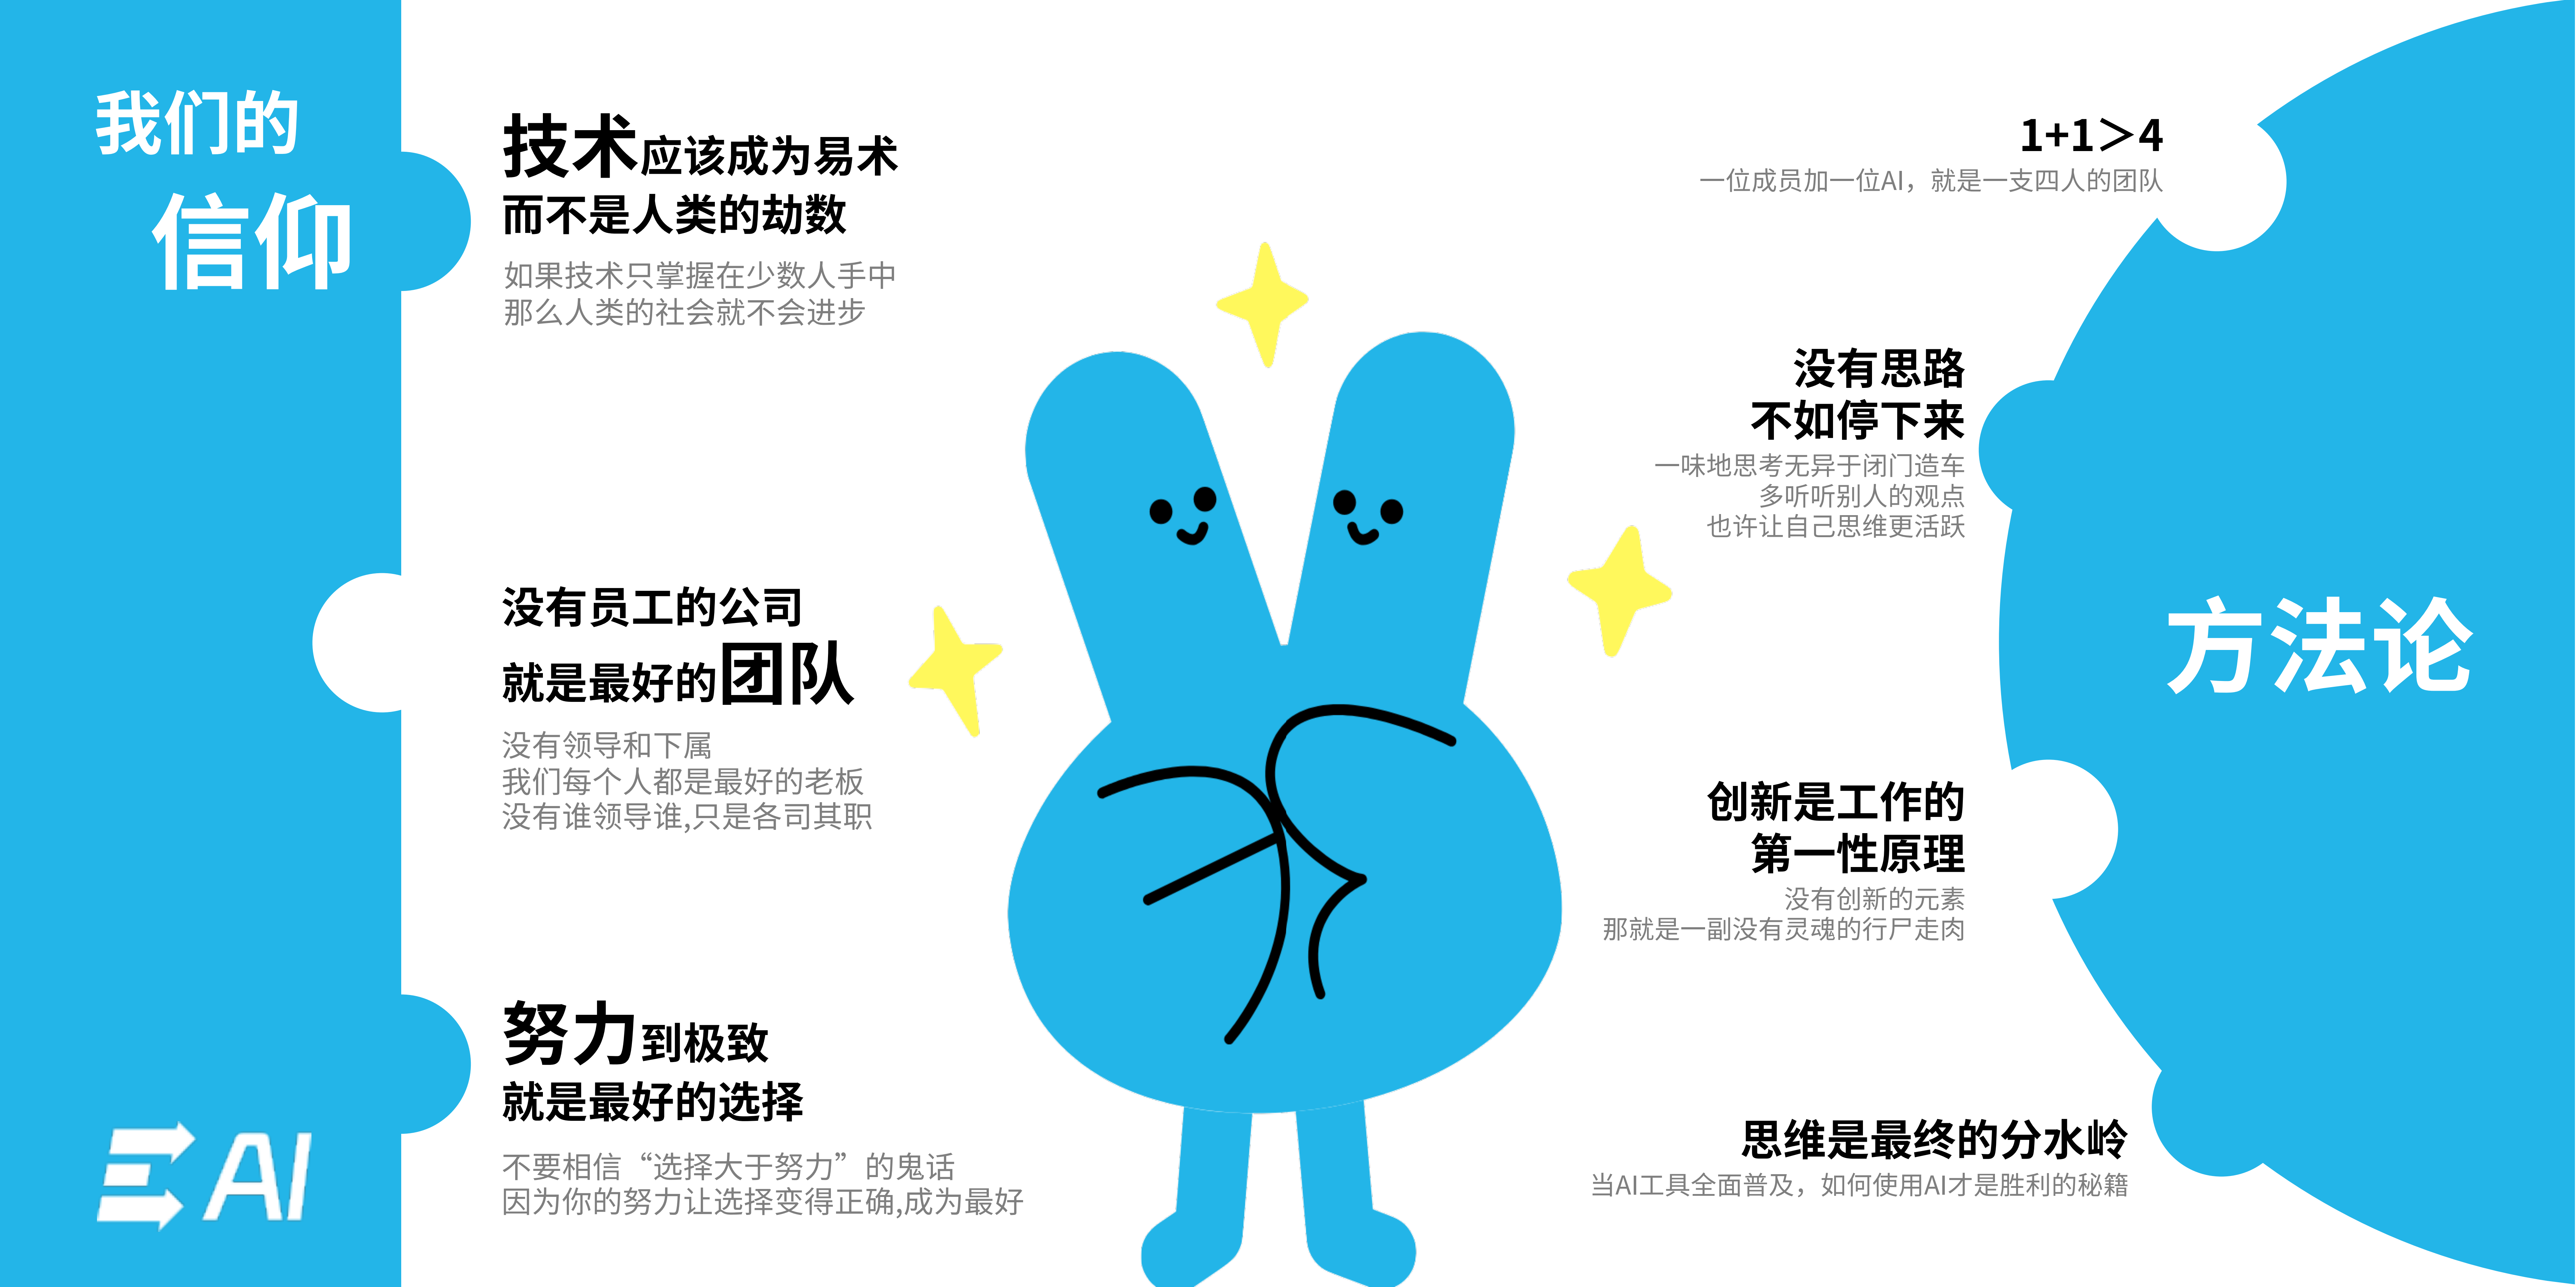 我们的
信仰
技术应该成为易术
而不是人类的劫数
如果技术只掌握在少数人手中
那么人类的社会就不会进步
没有员工的公司
就是最好的团队
没有领导和下属
我们每个人都是最好的老板
没有谁领导谁,只是各司其职
努力到极致
就是最好的选择
不要相信“选择大于努力”的鬼话
因为你的努力让选择变得正确,成为最好
EAI
1+1＞4
一位成员加一位AI，就是一支四人的团队
没有思路
不如停下来
一味地思考无异于闭门造车
多听听别人的观点
也许让自己思维更活跃
方法论
创新是工作的
第一性原理
没有创新的元素
那就是一副没有灵魂的行尸走肉
思维是最终的分水岭
当AI工具全面普及，如何使用AI才是胜利的秘籍